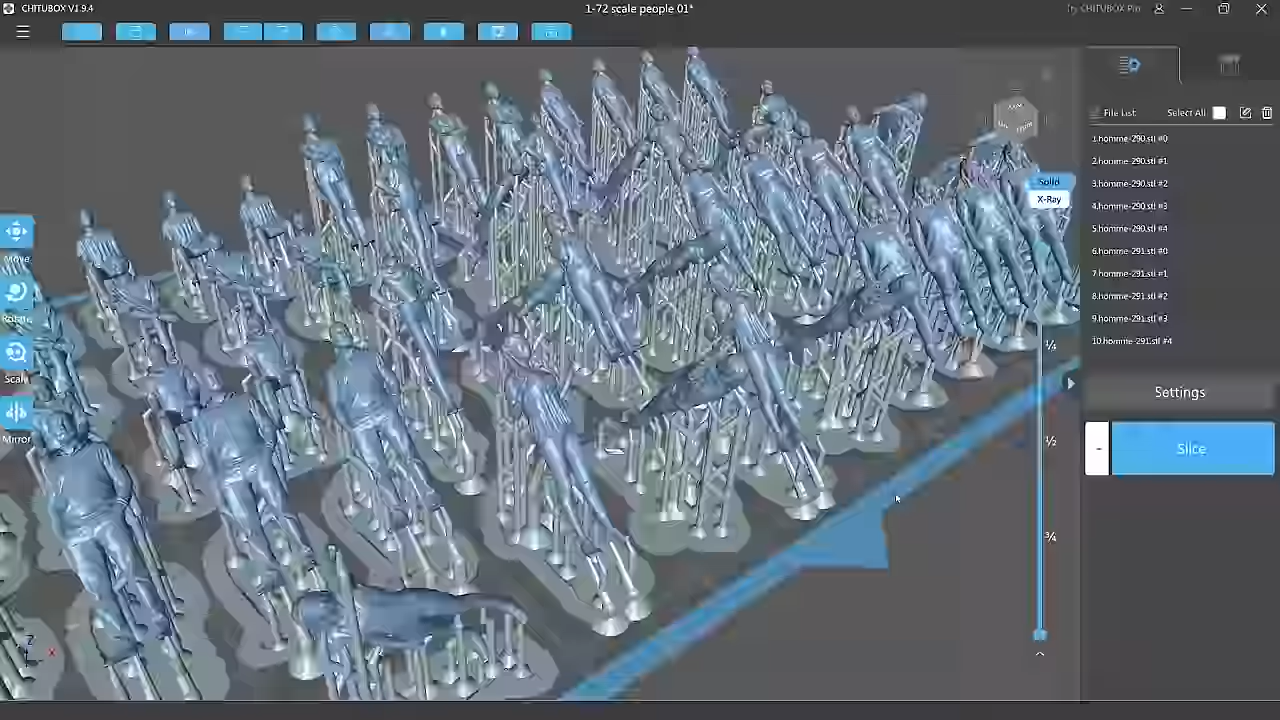 CHITUBOX V1.9.4
1-72 scale people 01*
Try CHITUBOX Pro
File List
Select All
1.homme-290.stl #0
2.homme-290.stl #1
3.homme-290.stl #2
4.homme-290.stl #3
5.homme-290.stl #4
6.homme-291.stl #0
7.homme-291.stl #1
8.homme-291.stl #2
9.homme-291.stl #3
10.homme-291.stl #4
Solid
X-Ray
Move
Rotate
Scale
Mirror
⅓
½
¾
Settings
Slice
Z
X